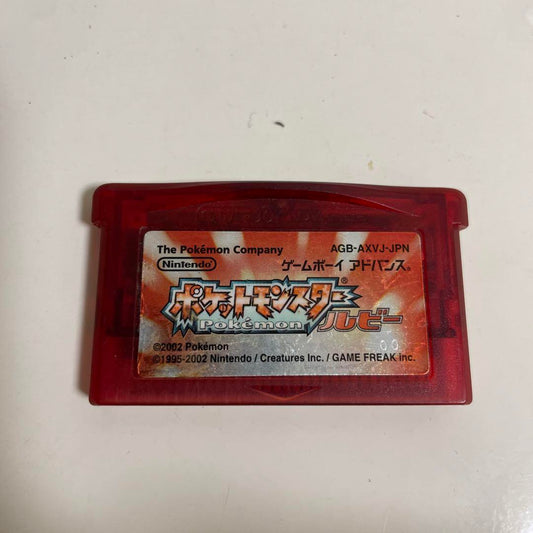 The Pokémon Company AGB-AXVJ-JPN
Nintendo ゲームボーイ アドバンス®
ポケットモンスター®
Pokémon ルビー
©2002 Pokémon 00
©1995-2002 Nintendo / Creatures Inc. / GAME FREAK inc.